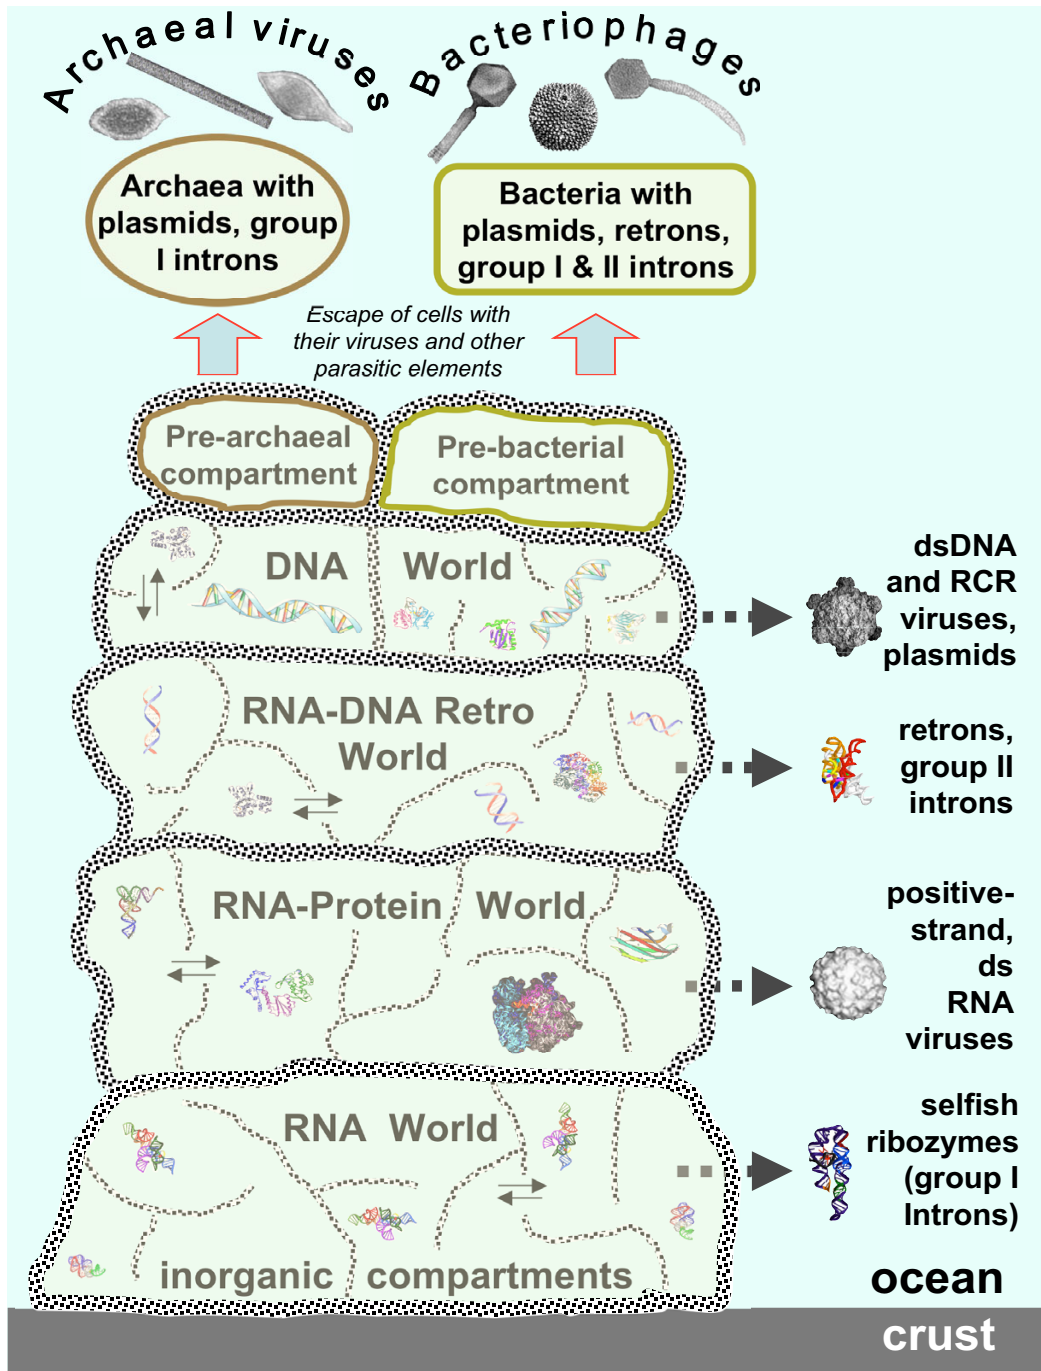 Archaeal viruses
Bacteriophages
Archaea with
plasmids, group
I introns
Bacteria with
plasmids, retrons,
group I & II introns
Escape of cells with
their viruses and other
parasitic elements
Pre-archaeal
compartment
Pre-bacterial
compartment
DNA World
dsDNA
and RCR
viruses,
plasmids
RNA-DNA Retro
World
retrons,
group II
introns
RNA-Protein World
positive-
strand,
ds
RNA
viruses
RNA World
selfish
ribozymes
(group I
Introns)
inorganic compartments
ocean
crust